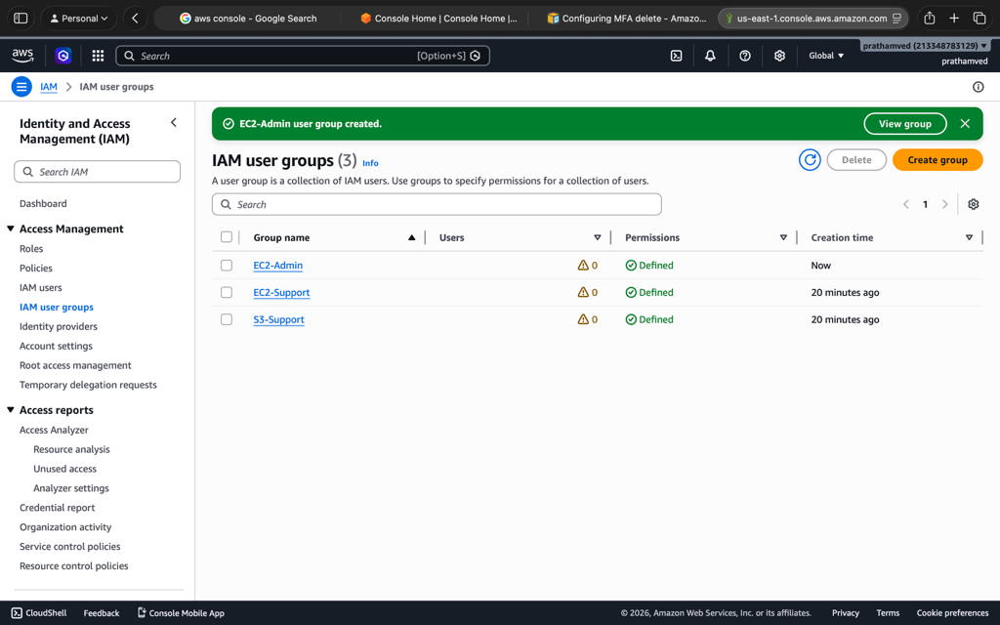 Personal
aws console - Google Search
Console Home | Console Home |...
Configuring MFA delete - Amazo...
us-east-1.console.aws.amazon.com
aws
Search
[Option+S]
Global
prathamved (213348783129)
prathamved
IAM
IAM user groups
Identity and Access
Management (IAM)
Search IAM
Dashboard
Access Management
Roles
Policies
IAM users
IAM user groups
Identity providers
Account settings
Root access management
Temporary delegation requests
Access reports
Access Analyzer
Resource analysis
Unused access
Analyzer settings
Credential report
Organization activity
Service control policies
Resource control policies
EC2-Admin user group created.
View group
IAM user groups (3) Info
Delete
Create group
A user group is a collection of IAM users. Use groups to specify permissions for a collection of users.
Search
1
Group name Users Permissions Creation time
EC2-Admin 0 Defined Now
EC2-Support 0 Defined 20 minutes ago
S3-Support 0 Defined 20 minutes ago
CloudShell Feedback Console Mobile App © 2026, Amazon Web Services, Inc. or its affiliates. Privacy Terms Cookie preferences